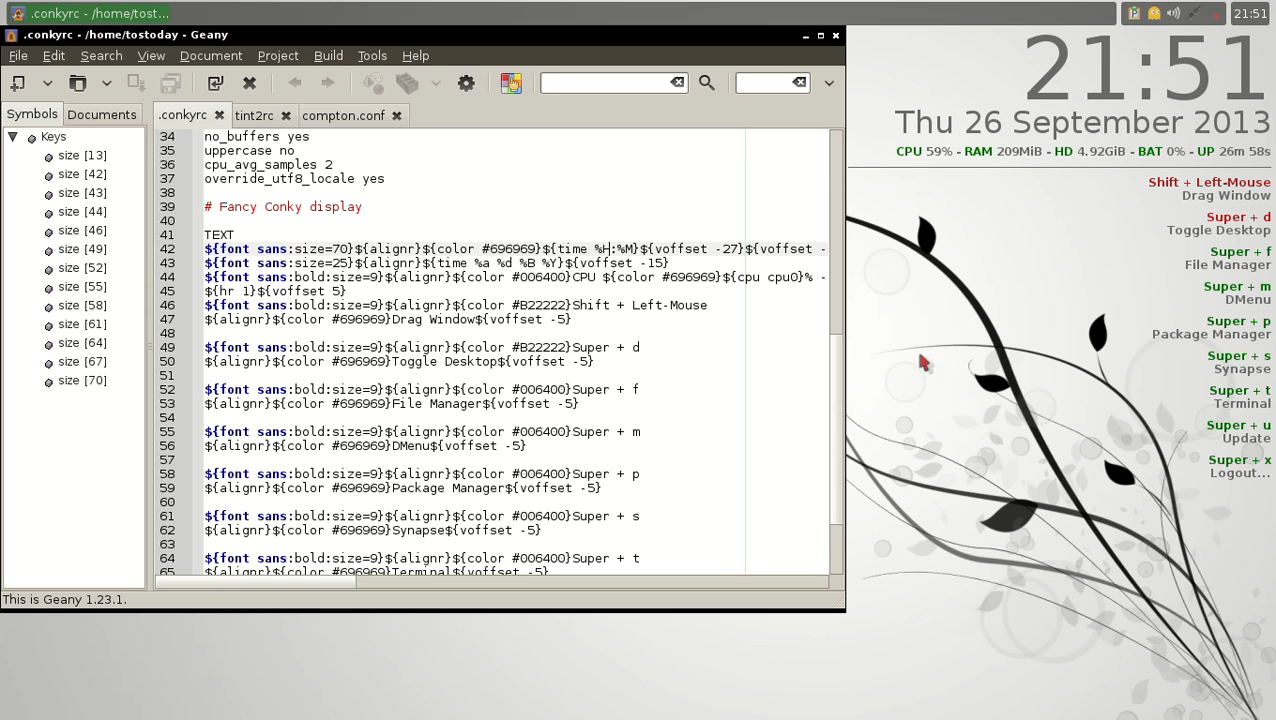 .conkyrc - /home/tost...
21:51
.conkyrc - /home/tostoday - Geany
File Edit Search View Document Project Build Tools Help
Symbols Documents
Keys
size [13]
size [42]
size [43]
size [44]
size [46]
size [49]
size [52]
size [55]
size [58]
size [61]
size [64]
size [67]
size [70]
.conkyrc tint2rc compton.conf
34 no_buffers yes
35 uppercase no
36 cpu_avg_samples 2
37 override_utf8_locale yes
38
39 # Fancy Conky display
40
41 TEXT
42 ${font sans:size=70}${alignr}${color #696969}${time %H:%M}${voffset -27}${voffset -
43 ${font sans:size=25}${alignr}${time %a %d %B %Y}${voffset -15}
44 ${font sans:bold:size=9}${alignr}${color #006400}CPU ${color #696969}${cpu cpu0}% -
45 ${hr 1}${voffset 5}
46 ${font sans:bold:size=9}${alignr}${color #B22222}Shift + Left-Mouse
47 ${alignr}${color #696969}Drag Window${voffset -5}
48
49 ${font sans:bold:size=9}${alignr}${color #B22222}Super + d
50 ${alignr}${color #696969}Toggle Desktop${voffset -5}
51
52 ${font sans:bold:size=9}${alignr}${color #006400}Super + f
53 ${alignr}${color #696969}File Manager${voffset -5}
54
55 ${font sans:bold:size=9}${alignr}${color #006400}Super + m
56 ${alignr}${color #696969}DMenu${voffset -5}
57
58 ${font sans:bold:size=9}${alignr}${color #006400}Super + p
59 ${alignr}${color #696969}Package Manager${voffset -5}
60
61 ${font sans:bold:size=9}${alignr}${color #006400}Super + s
62 ${alignr}${color #696969}Synapse${voffset -5}
63
64 ${font sans:bold:size=9}${alignr}${color #006400}Super + t
65 ${alignr}${color #696969}Terminal${voffset -5}
This is Geany 1.23.1.
21:51
Thu 26 September 2013
CPU 59% - RAM 209MiB - HD 4.92GiB - BAT 0% - UP 26m 58s
Shift + Left-Mouse
Drag Window
Super + d
Toggle Desktop
Super + f
File Manager
Super + m
DMenu
Super + p
Package Manager
Super + s
Synapse
Super + t
Terminal
Super + u
Update
Super + x
Logout...